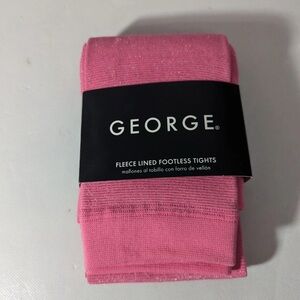 GEORGE®
FLEECE LINED FOOTLESS TIGHTS
mallones al tobillo con forro de vellón